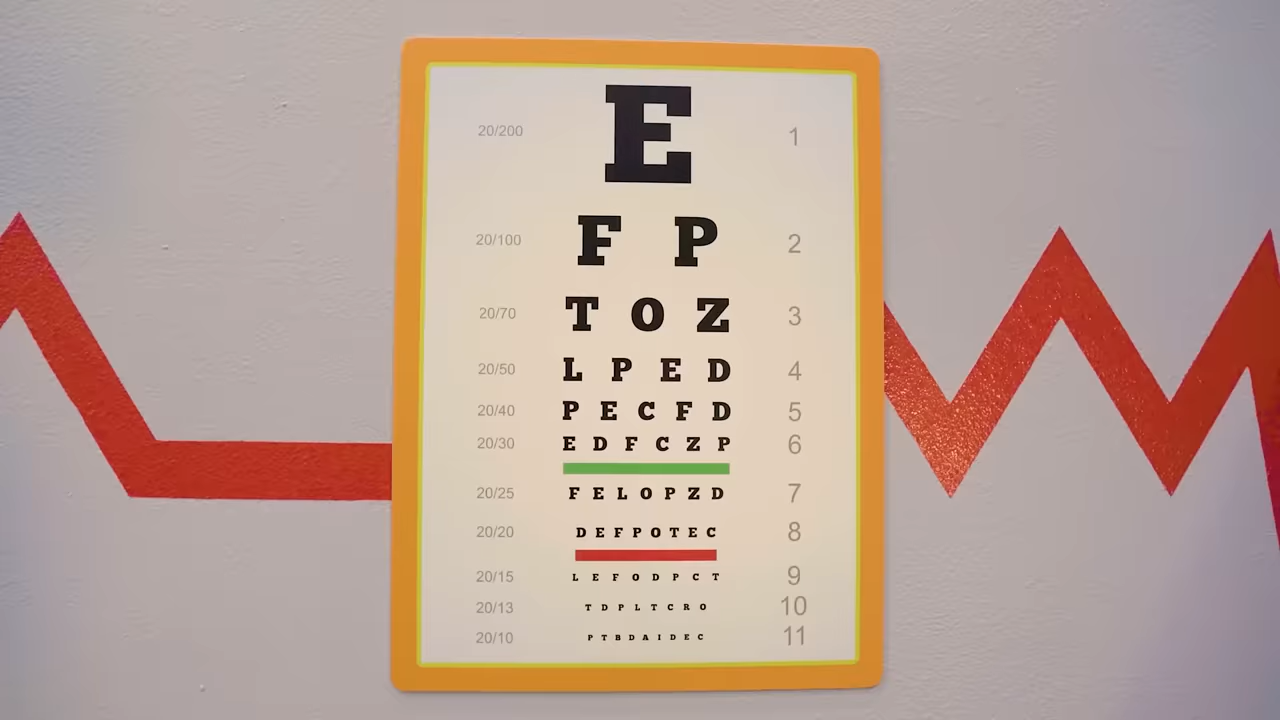 20/200 E 1
20/100 F P 2
20/70 T O Z 3
20/50 L P E D 4
20/40 P E C F D 5
20/30 E D F C Z P 6
20/25 F E L O P Z D 7
20/20 D E F P O T E C 8
20/15 L E F O D P C T 9
20/13 T D P L T C R O 10
20/10 P T B D A I D E C 11